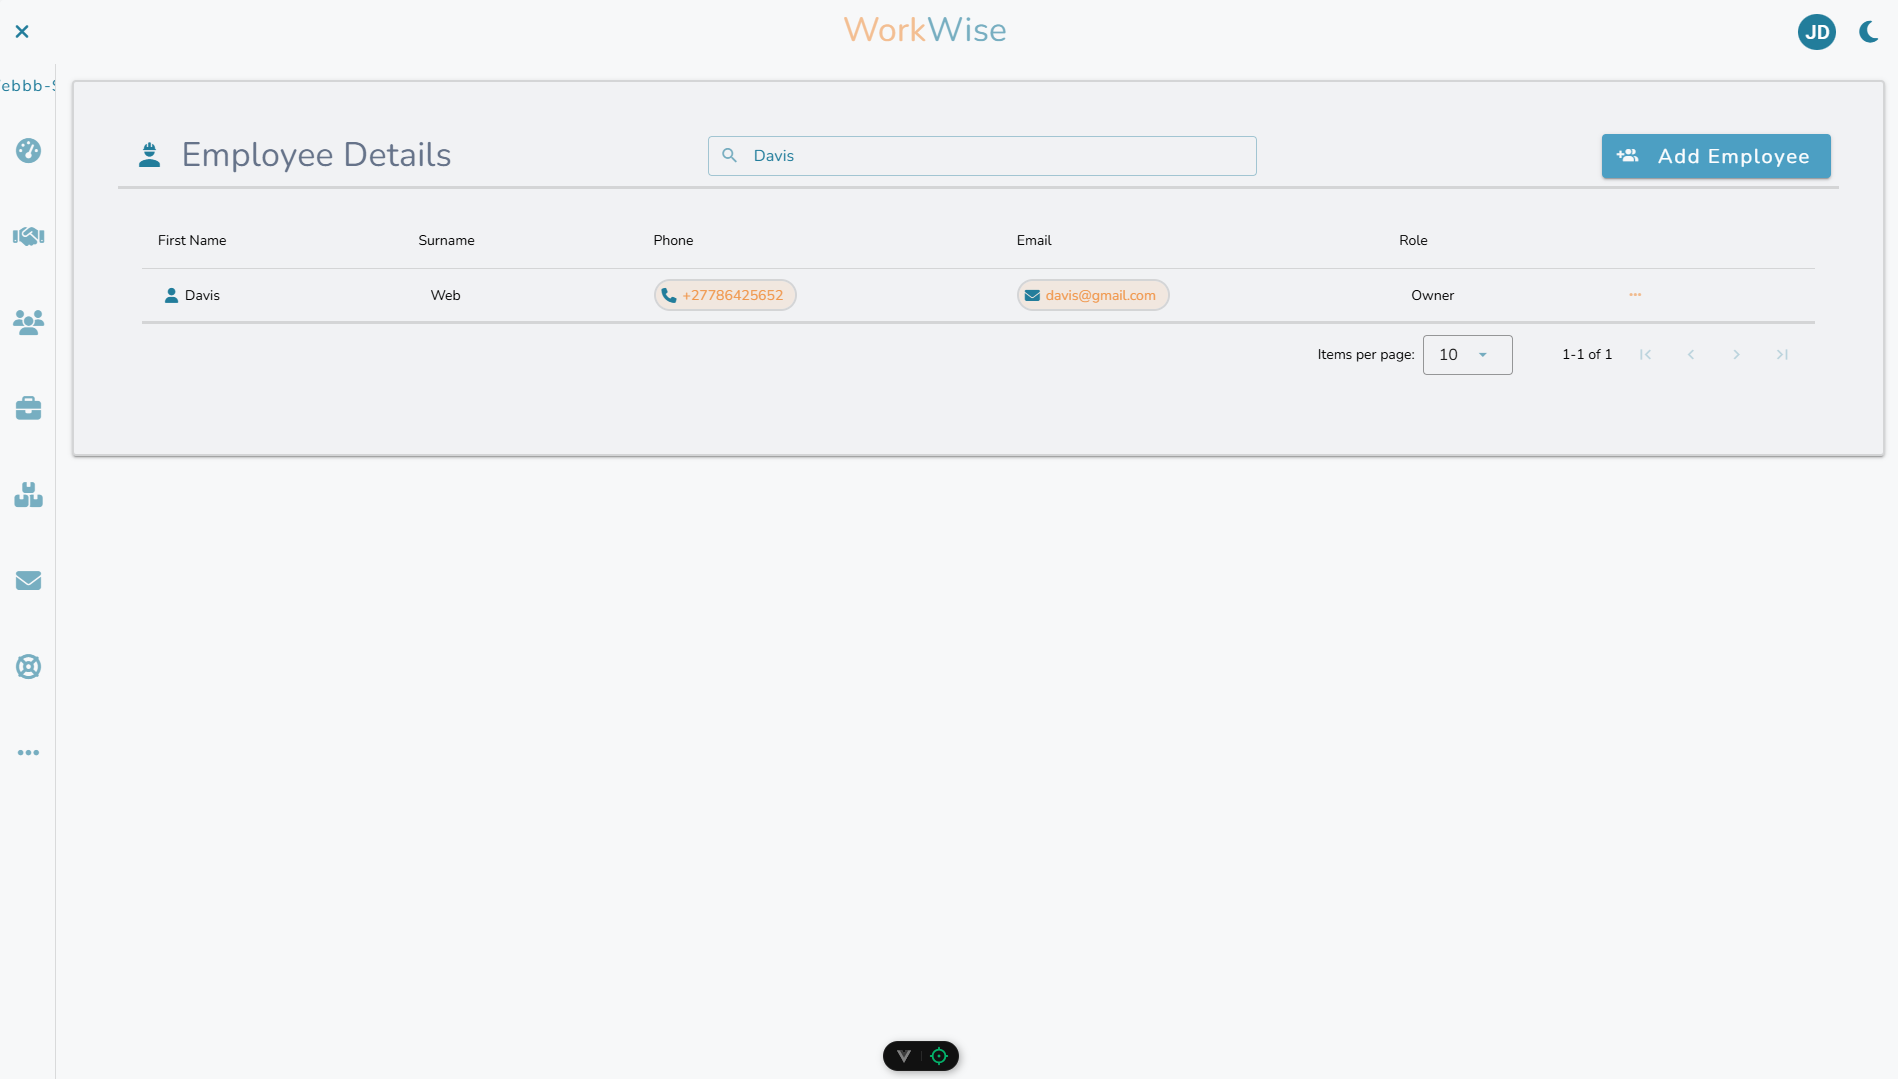 WorkWise
JD
ebbb-
Employee Details
Davis
Add Employee
First Name Surname Phone Email Role
Davis Web +27786425652 davis@gmail.com Owner
Items per page: 10 1-1 of 1